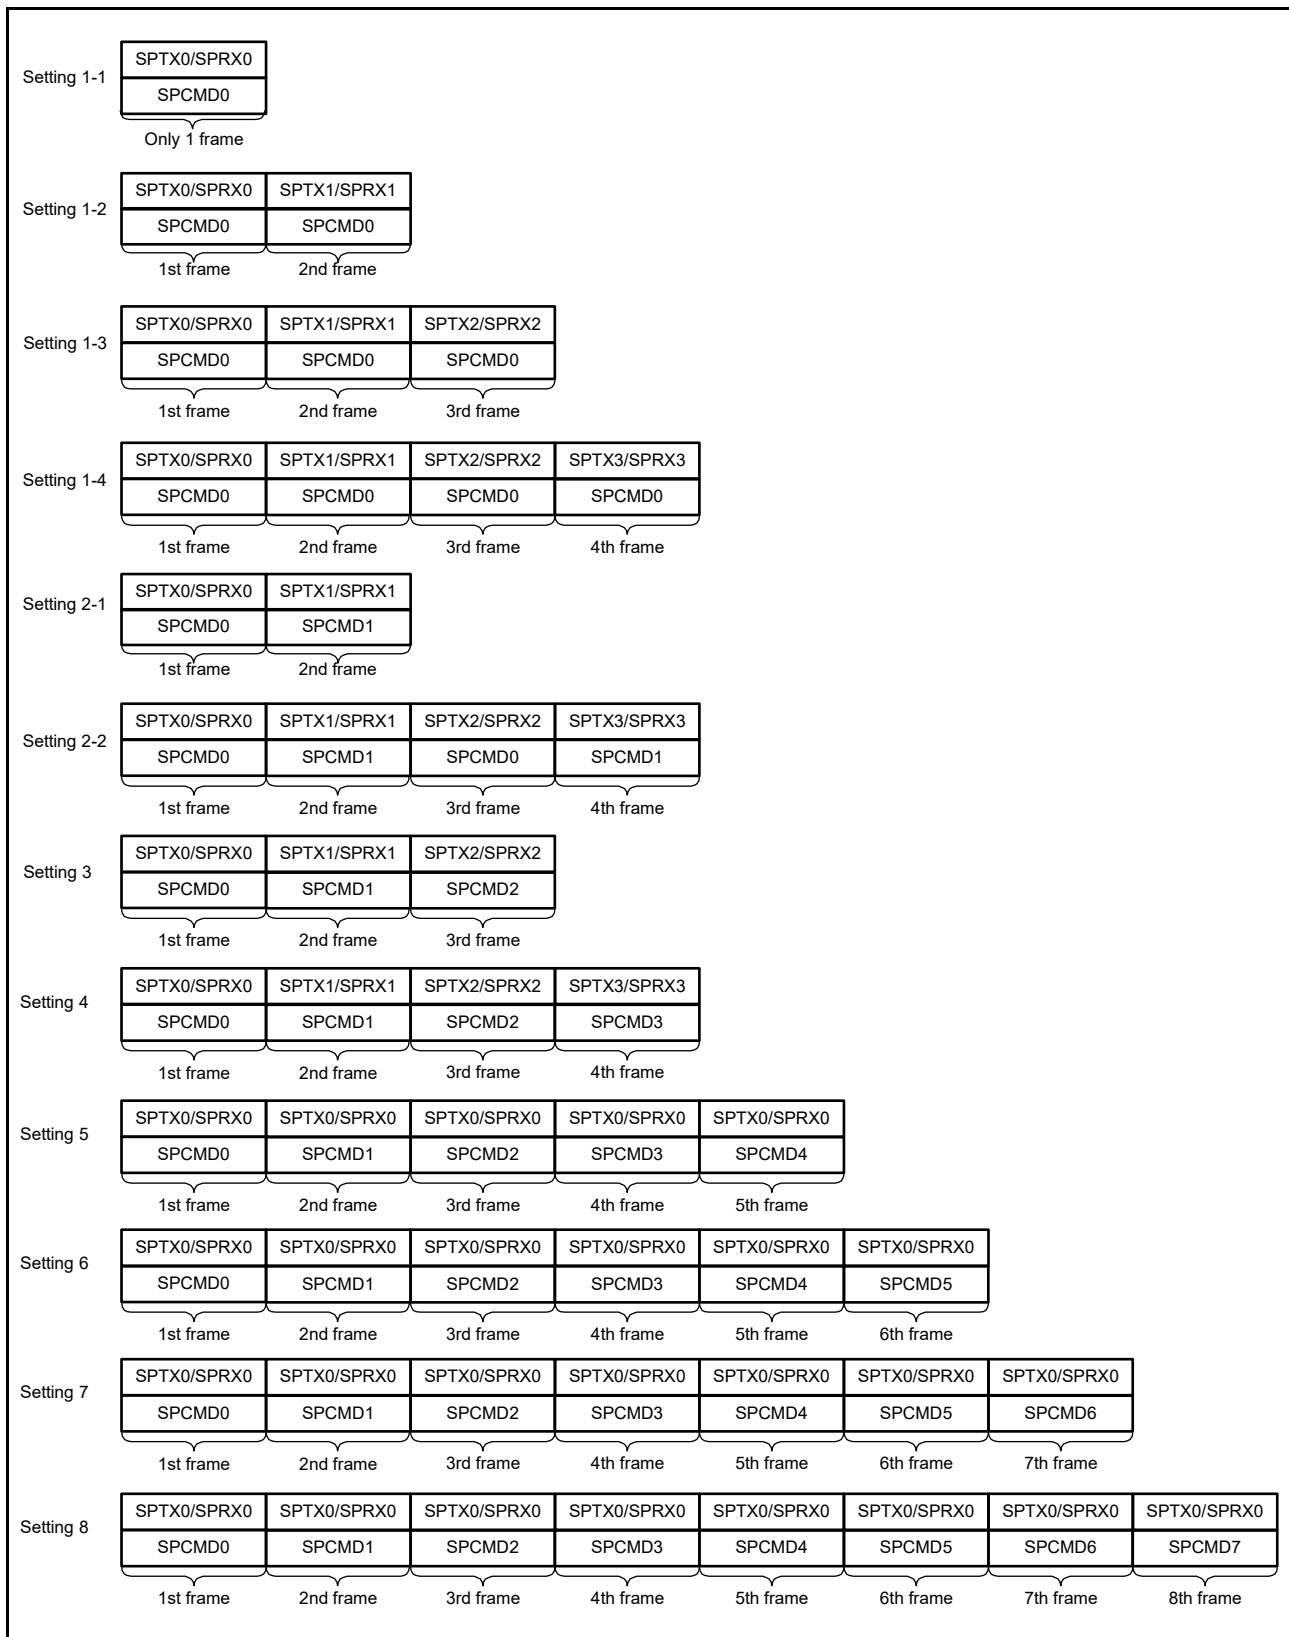 Setting 1-1
SPTX0/SPRX0
SPCMD0
Only 1 frame
Setting 1-2
SPTX0/SPRX0 SPTX1/SPRX1
SPCMD0 SPCMD0
1st frame 2nd frame
Setting 1-3
SPTX0/SPRX0 SPTX1/SPRX1 SPTX2/SPRX2
SPCMD0 SPCMD0 SPCMD0
1st frame 2nd frame 3rd frame
Setting 1-4
SPTX0/SPRX0 SPTX1/SPRX1 SPTX2/SPRX2 SPTX3/SPRX3
SPCMD0 SPCMD0 SPCMD0 SPCMD0
1st frame 2nd frame 3rd frame 4th frame
Setting 2-1
SPTX0/SPRX0 SPTX1/SPRX1
SPCMD0 SPCMD1
1st frame 2nd frame
Setting 2-2
SPTX0/SPRX0 SPTX1/SPRX1 SPTX2/SPRX2 SPTX3/SPRX3
SPCMD0 SPCMD1 SPCMD0 SPCMD1
1st frame 2nd frame 3rd frame 4th frame
Setting 3
SPTX0/SPRX0 SPTX1/SPRX1 SPTX2/SPRX2
SPCMD0 SPCMD1 SPCMD2
1st frame 2nd frame 3rd frame
Setting 4
SPTX0/SPRX0 SPTX1/SPRX1 SPTX2/SPRX2 SPTX3/SPRX3
SPCMD0 SPCMD1 SPCMD2 SPCMD3
1st frame 2nd frame 3rd frame 4th frame
Setting 5
SPTX0/SPRX0 SPTX0/SPRX0 SPTX0/SPRX0 SPTX0/SPRX0 SPTX0/SPRX0
SPCMD0 SPCMD1 SPCMD2 SPCMD3 SPCMD4
1st frame 2nd frame 3rd frame 4th frame 5th frame
Setting 6
SPTX0/SPRX0 SPTX0/SPRX0 SPTX0/SPRX0 SPTX0/SPRX0 SPTX0/SPRX0 SPTX0/SPRX0
SPCMD0 SPCMD1 SPCMD2 SPCMD3 SPCMD4 SPCMD5
1st frame 2nd frame 3rd frame 4th frame 5th frame 6th frame
Setting 7
SPTX0/SPRX0 SPTX0/SPRX0 SPTX0/SPRX0 SPTX0/SPRX0 SPTX0/SPRX0 SPTX0/SPRX0 SPTX0/SPRX0
SPCMD0 SPCMD1 SPCMD2 SPCMD3 SPCMD4 SPCMD5 SPCMD6
1st frame 2nd frame 3rd frame 4th frame 5th frame 6th frame 7th frame
Setting 8
SPTX0/SPRX0 SPTX0/SPRX0 SPTX0/SPRX0 SPTX0/SPRX0 SPTX0/SPRX0 SPTX0/SPRX0 SPTX0/SPRX0 SPTX0/SPRX0
SPCMD0 SPCMD1 SPCMD2 SPCMD3 SPCMD4 SPCMD5 SPCMD6 SPCMD7
1st frame 2nd frame 3rd frame 4th frame 5th frame 6th frame 7th frame 8th frame